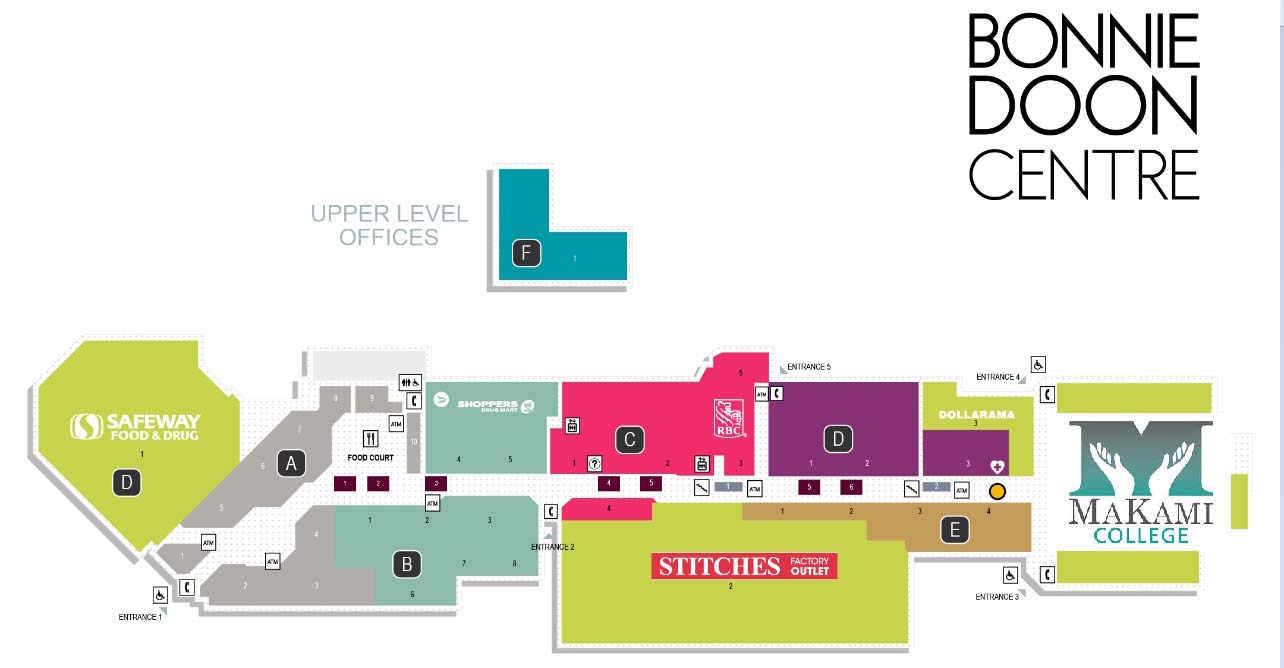 BONNIE
DOON
CENTRE
UPPER LEVEL
OFFICES
F
1
5
ENTRANCE 5
ENTRANCE 4
8
9
SHOPPERS
DRUG MART
ATM
RBC
DOLLARAMA
3
SAFEWAY
FOOD & DRUG
1
D
7
6
A
5
ATM
FOOD COURT
10
4
5
C
1
?
2
3
D
1
2
3
MAKAMI
COLLEGE
1
2
3
4
5
1
ATM
5
6
2
ATM
ATM
4
1
2
3
4
1
2
3
4
E
1
ATM
ATM
B
7
8
ENTRANCE 2
STITCHES
FACTORY
OUTLET
2
2
3
6
ENTRANCE 1
ENTRANCE 3